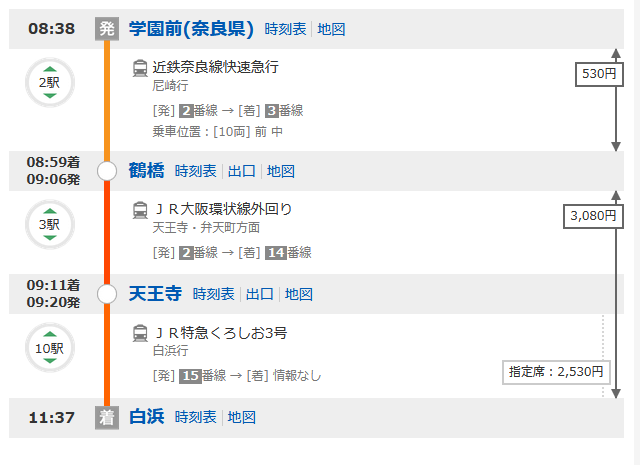 08:38 発 学園前(奈良県) 時刻表 地図
2駅 近鉄奈良線快速急行 530円
尼崎行
[発] 2番線 → [着] 3番線
乗車位置：[10両] 前 中
08:59着
09:06発
鶴橋 時刻表 出口 地図
3駅 ＪＲ大阪環状線外回り 3,080円
天王寺・弁天町方面
[発] 2番線 → [着] 14番線
09:11着
09:20発
天王寺 時刻表 出口 地図
10駅 ＪＲ特急くろしお3号
白浜行
[発] 15番線 → [着] 情報なし
指定席：2,530円
11:37 着 白浜 時刻表 地図